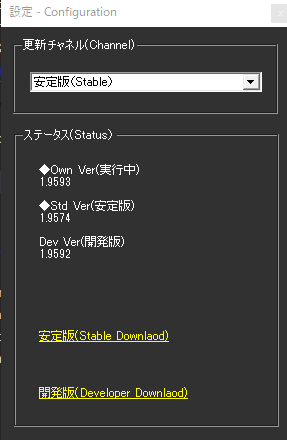 設定 - Configuration
更新チャネル(Channel)
安定版(Stable)
ステータス(Status)
◆Own Ver(実行中)
1.9593
◆Std Ver(安定版)
1.9574
Dev Ver(開発版)
1.9592
安定版(Stable Downlaod)
開発版(Developer Downlaod)